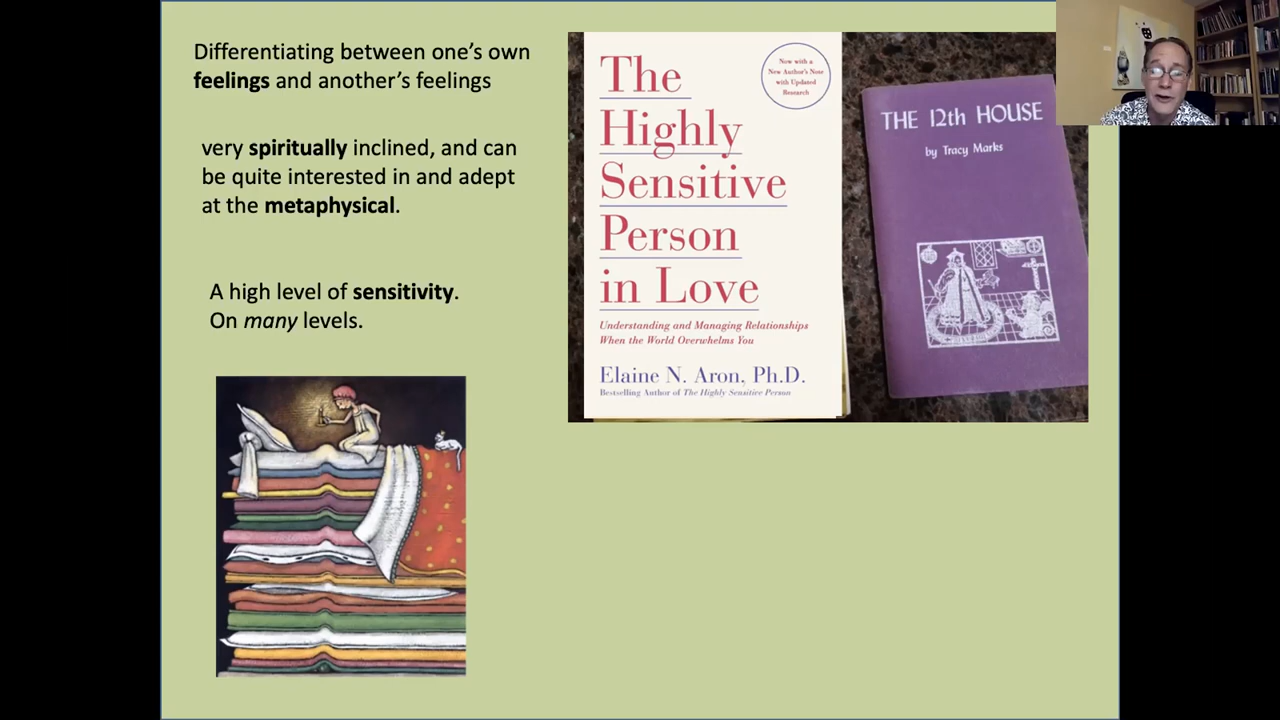 Differentiating between one’s own
feelings and another’s feelings
very spiritually inclined, and can
be quite interested in and adept
at the metaphysical.
A high level of sensitivity.
On many levels.
The
Highly
Sensitive
Person
in Love
Now with a
New Author's Note
with Updated
Research
Understanding and Managing Relationships
When the World Overwhelms You
Elaine N. Aron, Ph.D.
Bestselling Author of The Highly Sensitive Person
THE 12th HOUSE
by Tracy Marks